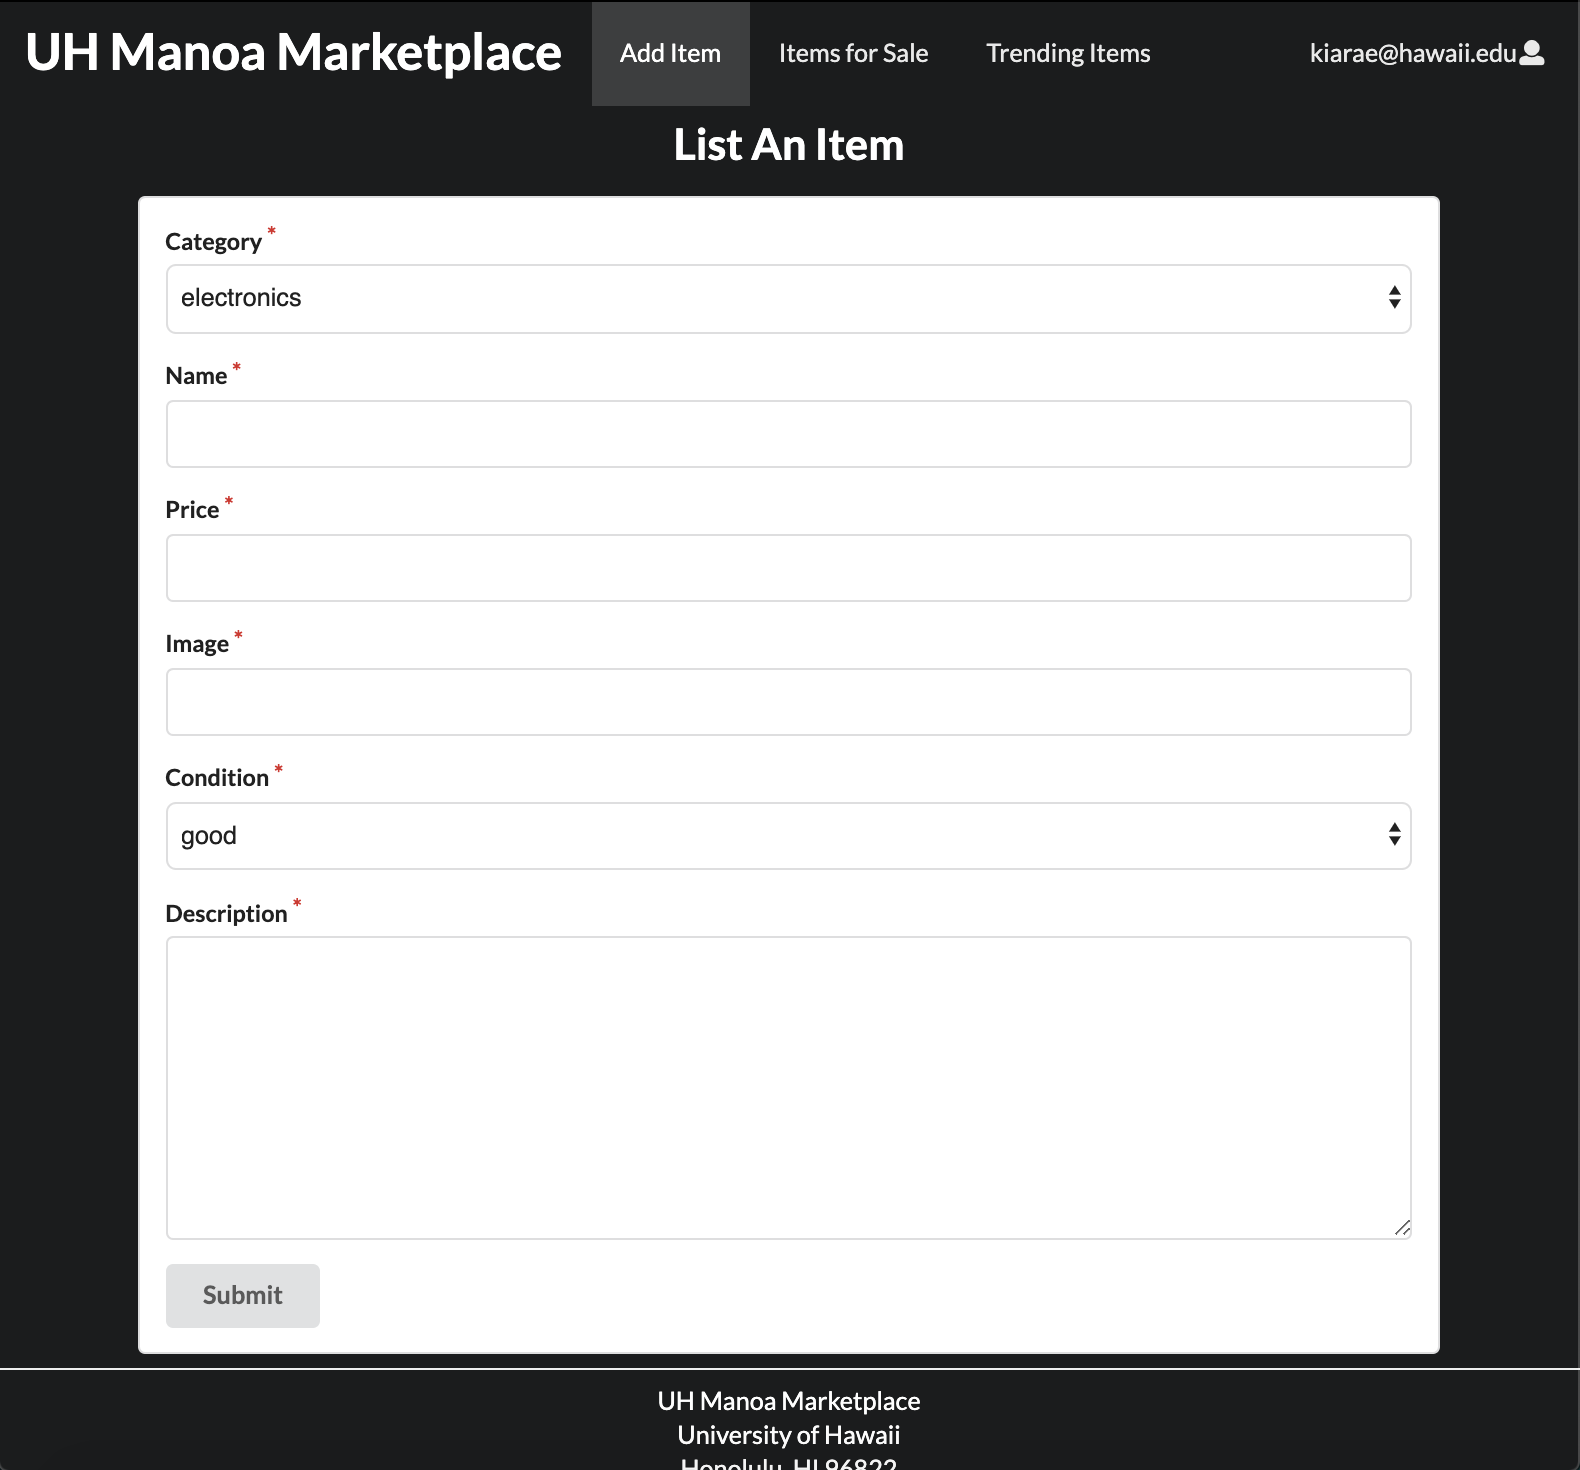 UH Manoa Marketplace Add Item Items for Sale Trending Items kiarae@hawaii.edu
List An Item
Category *
electronics
Name *
Price *
Image *
Condition *
good
Description *
Submit
UH Manoa Marketplace
University of Hawaii
Honolulu, HI 96822